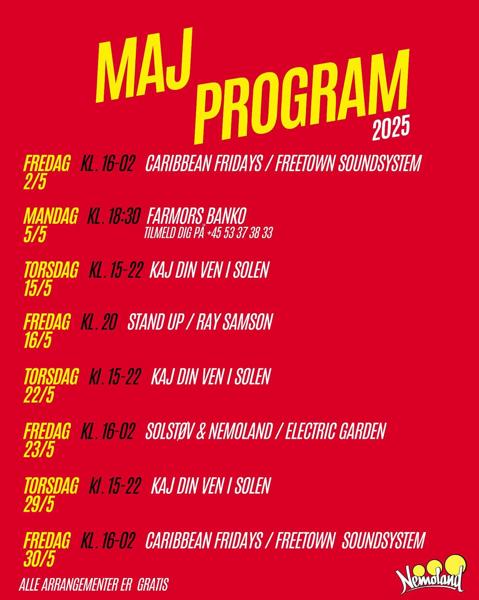 MAJ
PROGRAM
2025
FREDAG KL. 16-02 CARIBBEAN FRIDAYS / FREETOWN SOUNDSYSTEM
2/5
MANDAG KL. 18:30 FARMORS BANKO
5/5 TILMELD DIG PÅ +45 53 37 38 33
TORSDAG KL. 15-22 KAJ DIN VEN I SOLEN
15/5
FREDAG KL. 20 STAND UP / RAY SAMSON
16/5
TORSDAG Kl. 15-22 KAJ DIN VEN I SOLEN
22/5
FREDAG KL. 16-02 SOLSTØV & NEMOLAND / ELECTRIC GARDEN
23/5
TORSDAG Kl. 15-22 KAJ DIN VEN I SOLEN
29/5
FREDAG KL. 16-02 CARIBBEAN FRIDAYS / FREETOWN SOUNDSYSTEM
30/5
ALLE ARRANGEMENTER ER GRATIS
Nemoland